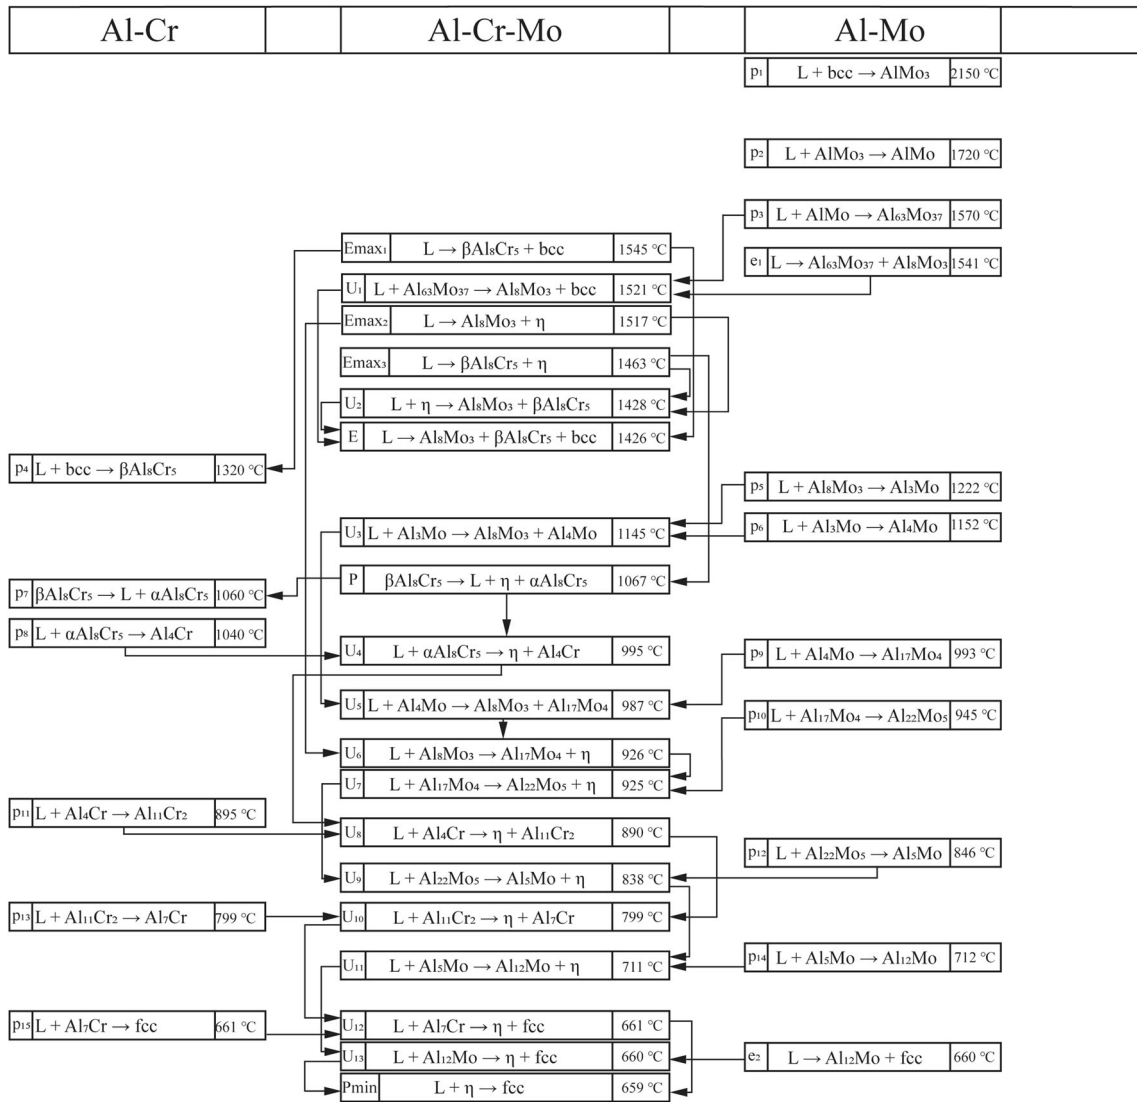 Al-Cr Al-Cr-Mo Al-Mo
p₁ L + bcc → AlMo₃ 2150 °C
p₂ L + AlMo₃ → AlMo 1720 °C
p₃ L + AlMo → Al₆₃Mo₃₇ 1570 °C
Emax₁ L → βAl₈Cr₅ + bcc 1545 °C
e₁ L → Al₆₃Mo₃₇ + Al₈Mo₃ 1541 °C
U₁ L + Al₆₃Mo₃₇ → Al₈Mo₃ + bcc 1521 °C
Emax₂ L → Al₈Mo₃ + η 1517 °C
Emax₃ L → βAl₈Cr₅ + η 1463 °C
U₂ L + η → Al₈Mo₃ + βAl₈Cr₅ 1428 °C
E L → Al₈Mo₃ + βAl₈Cr₅ + bcc 1426 °C
p₄ L + bcc → βAl₈Cr₅ 1320 °C
p₅ L + Al₈Mo₃ → Al₃Mo 1222 °C
p₆ L + Al₃Mo → Al₄Mo 1152 °C
U₃ L + Al₃Mo → Al₈Mo₃ + Al₄Mo 1145 °C
P βAl₈Cr₅ → L + η + αAl₈Cr₅ 1067 °C
p₇ βAl₈Cr₅ → L + αAl₈Cr₅ 1060 °C
p₈ L + αAl₈Cr₅ → Al₄Cr 1040 °C
U₄ L + αAl₈Cr₅ → η + Al₄Cr 995 °C
p₉ L + Al₄Mo → Al₁₇Mo₄ 993 °C
U₅ L + Al₄Mo → Al₈Mo₃ + Al₁₇Mo₄ 987 °C
p₁₀ L + Al₁₇Mo₄ → Al₂₂Mo₅ 945 °C
U₆ L + Al₈Mo₃ → Al₁₇Mo₄ + η 926 °C
U₇ L + Al₁₇Mo₄ → Al₂₂Mo₅ + η 925 °C
p₁₁ L + Al₄Cr → Al₁₁Cr₂ 895 °C
U₈ L + Al₄Cr → η + Al₁₁Cr₂ 890 °C
p₁₂ L + Al₂₂Mo₅ → Al₅Mo 846 °C
U₉ L + Al₂₂Mo₅ → Al₅Mo + η 838 °C
p₁₃ L + Al₁₁Cr₂ → Al₇Cr 799 °C
U₁₀ L + Al₁₁Cr₂ → η + Al₇Cr 799 °C
p₁₄ L + Al₅Mo → Al₁₂Mo 712 °C
U₁₁ L + Al₅Mo → Al₁₂Mo + η 711 °C
p₁₅ L + Al₇Cr → fcc 661 °C
U₁₂ L + Al₇Cr → η + fcc 661 °C
U₁₃ L + Al₁₂Mo → η + fcc 660 °C
e₂ L → Al₁₂Mo + fcc 660 °C
Pmin L + η → fcc 659 °C